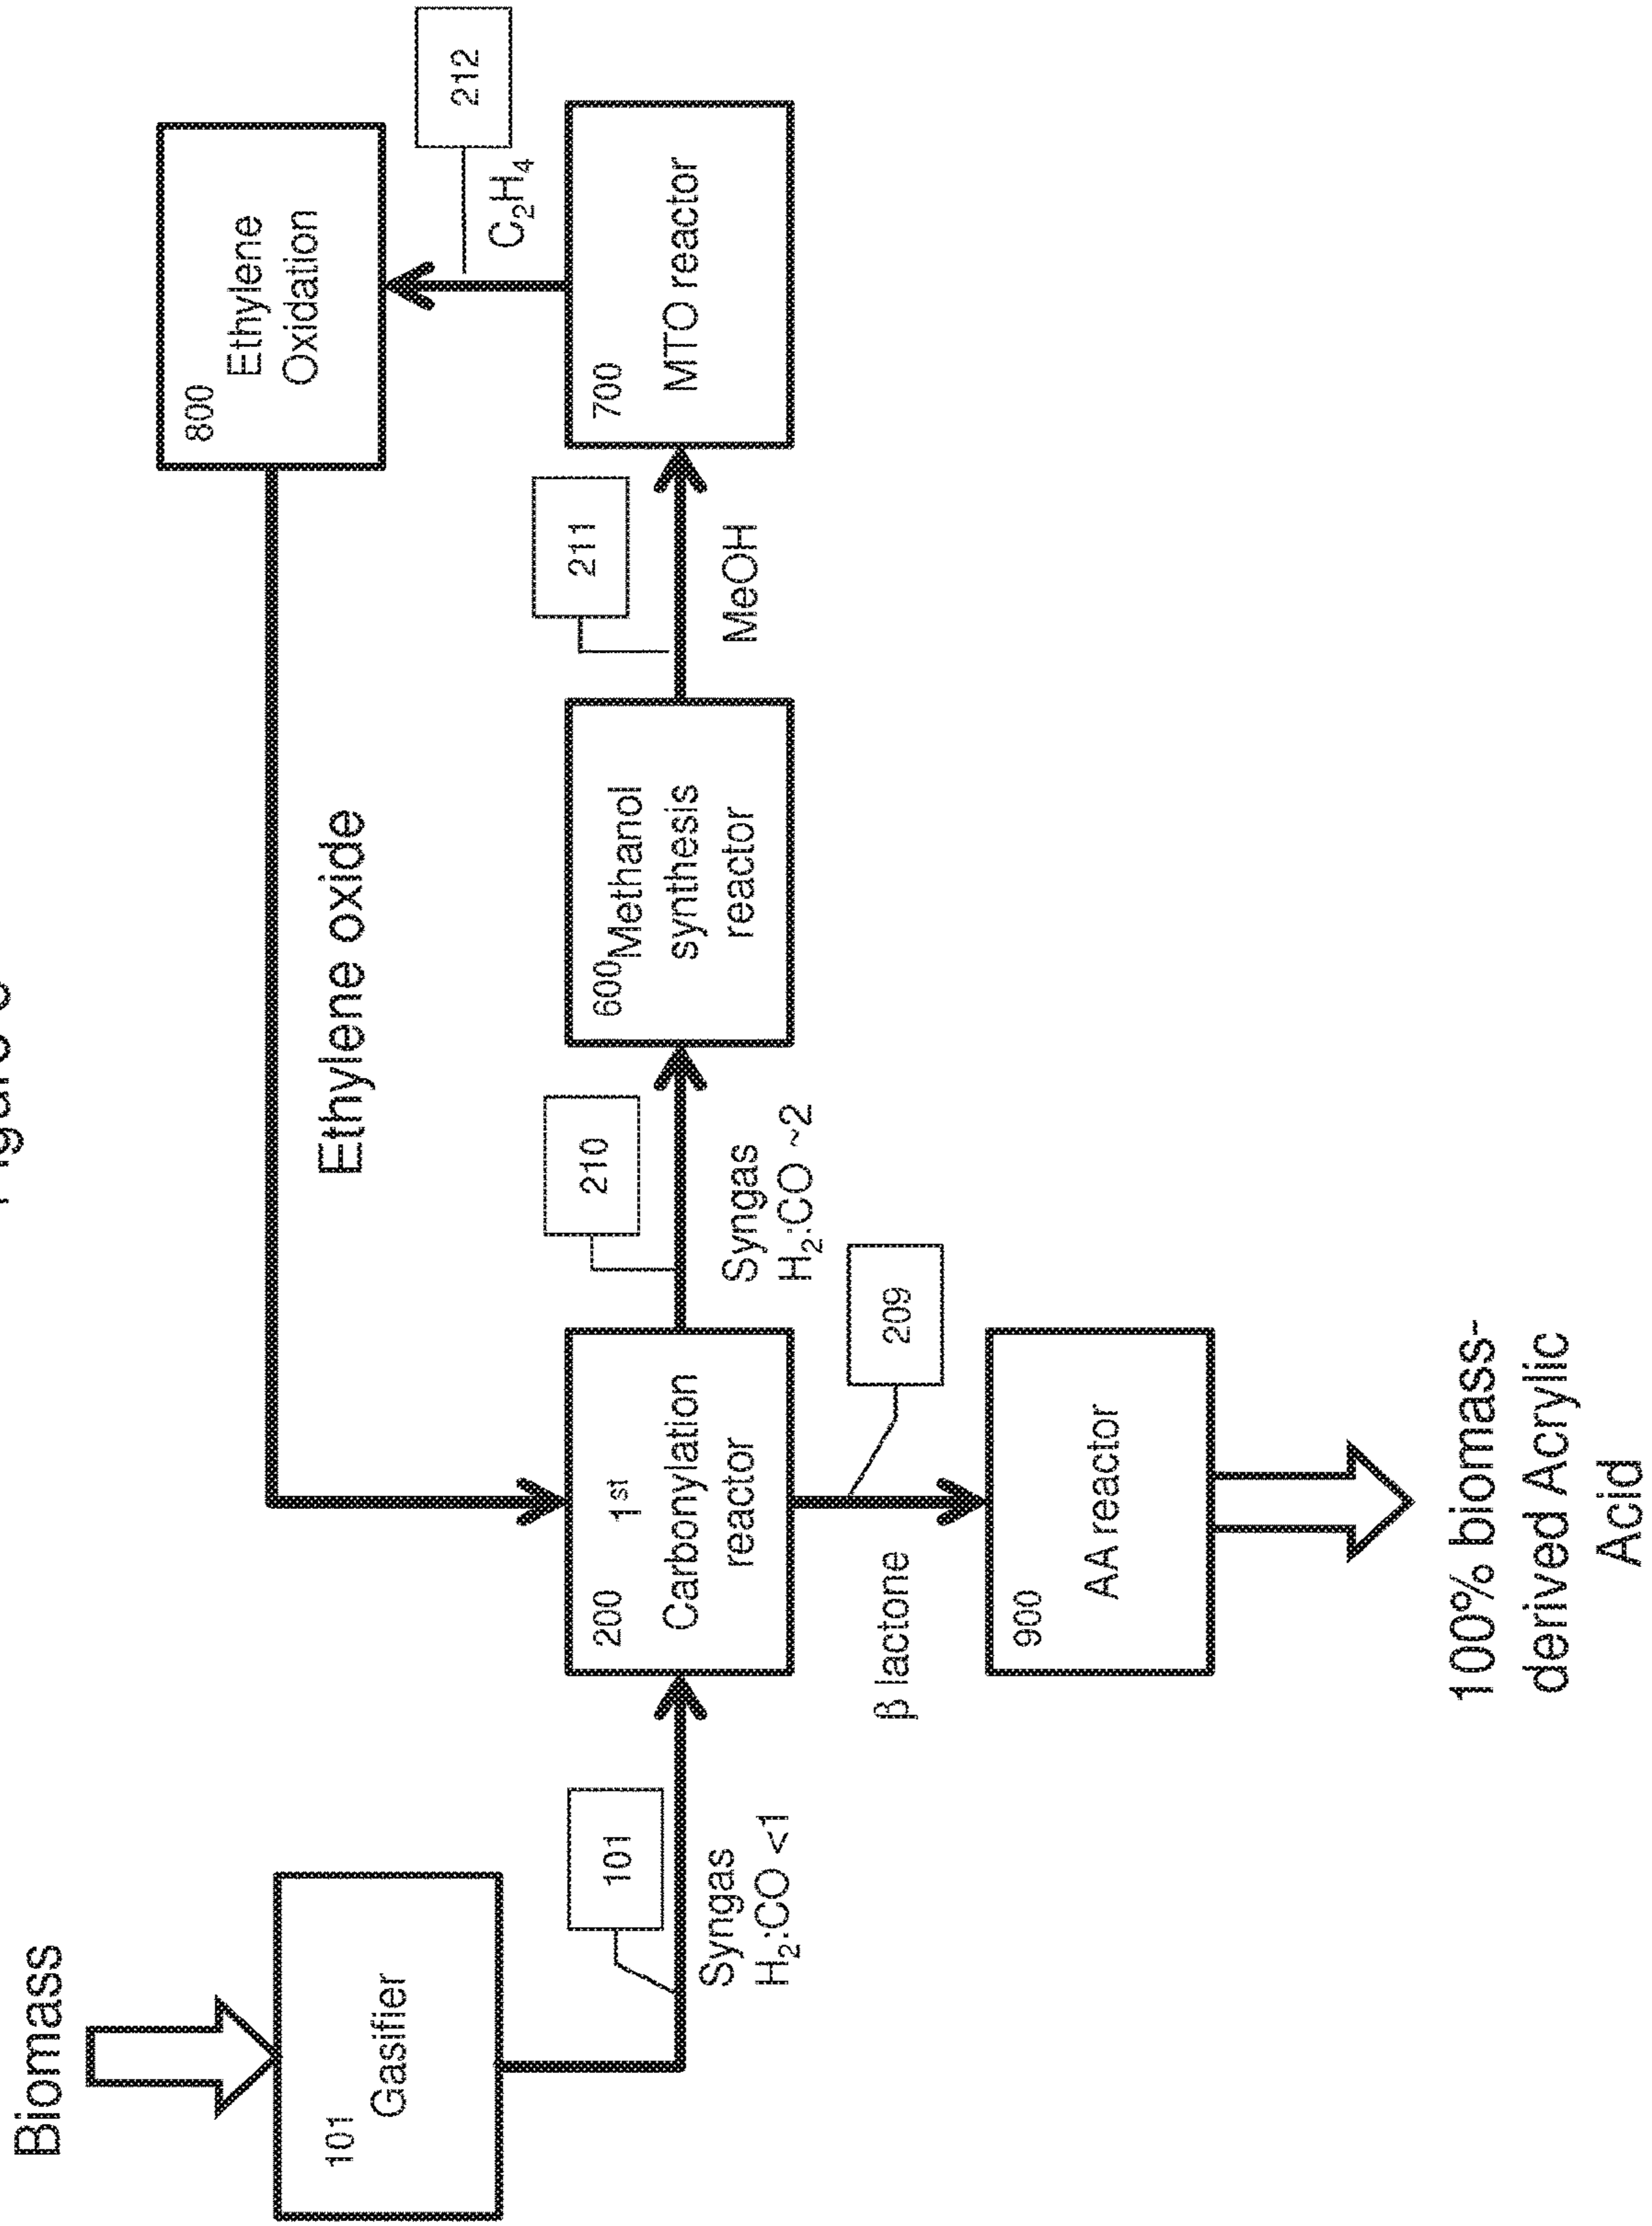 Figure
Biomass
101
Gasifier
800
Ethylene
Oxidation
Ethylene oxide
212
C₂H₄
101
Syngas
H₂:CO <1
200 1st
Carbonylation
reactor
210
Syngas
H₂:CO ~2
600 Methanol
synthesis
reactor
211
MeOH
700
MTO reactor
β lactone
209
900
AA reactor
100% biomass-
derived Acrylic
Acid